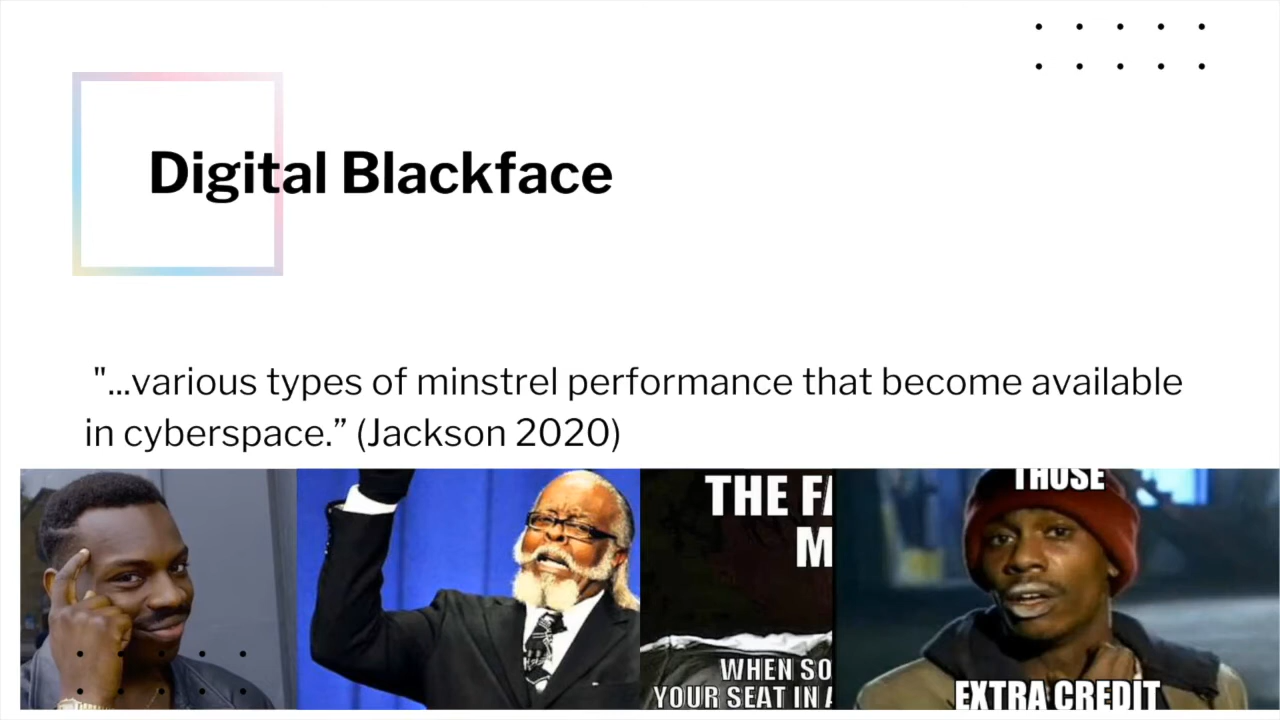 Digital Blackface
"...various types of minstrel performance that become available
in cyberspace.” (Jackson 2020)
THE FA
M
WHEN SO
YOUR SEAT IN A
THOSE
EXTRA CREDIT